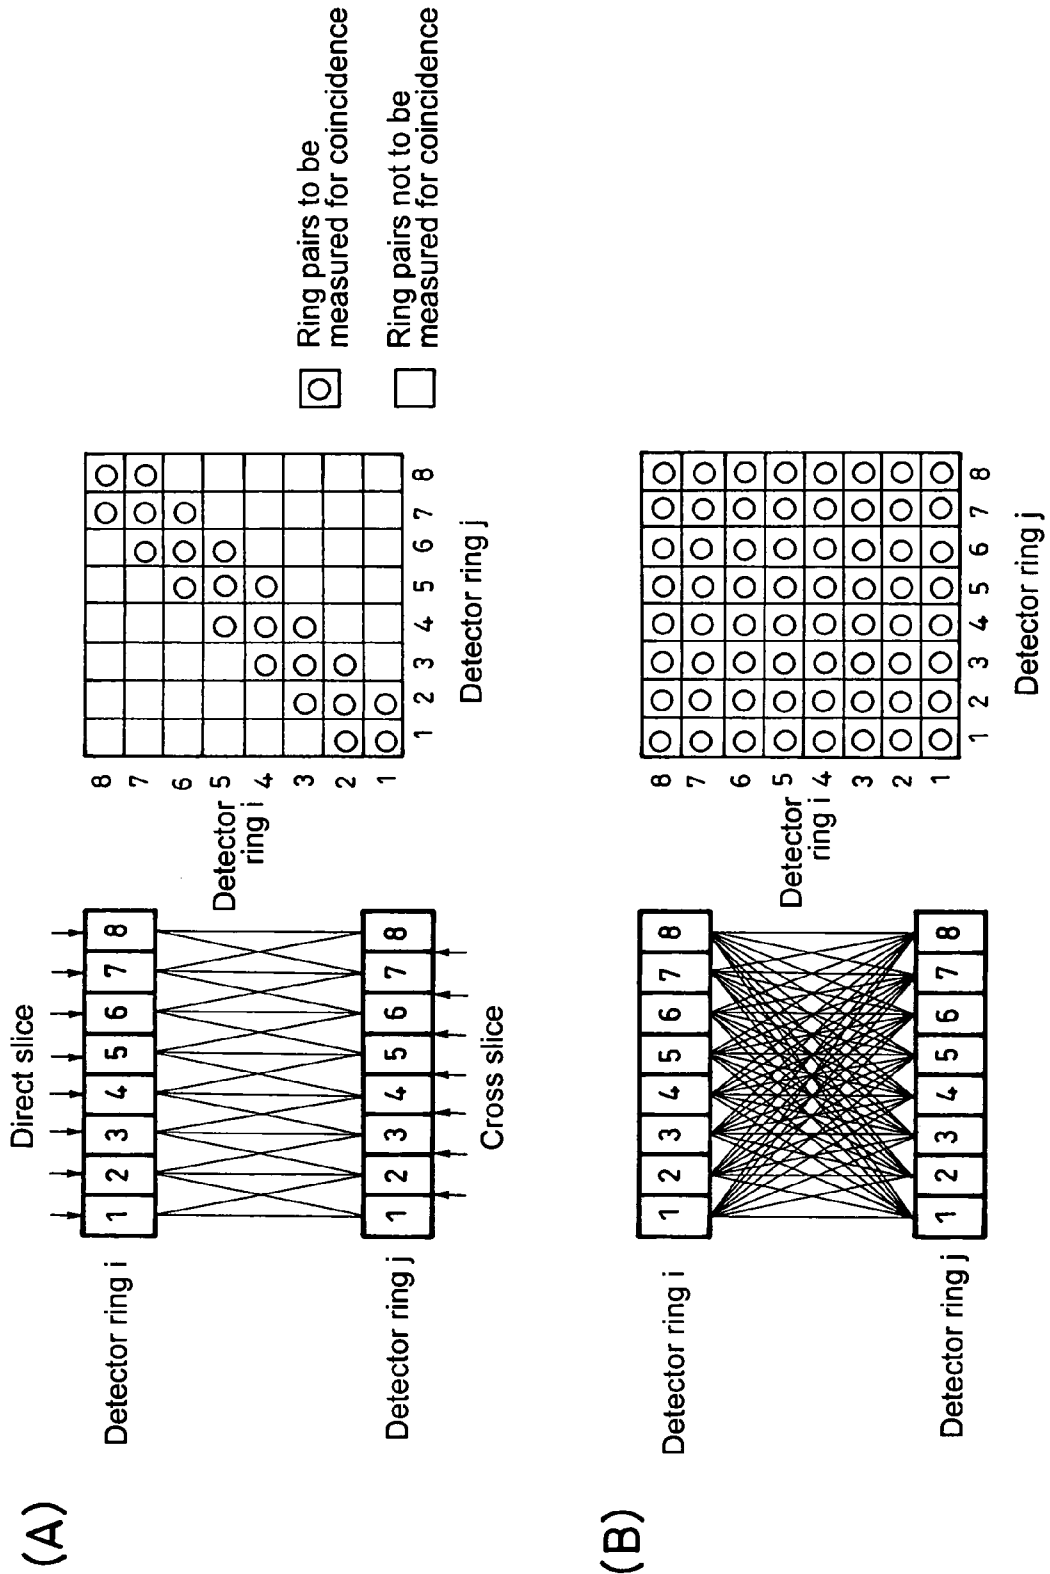 (A)
Direct slice
Detector ring i
1 2 3 4 5 6 7 8
Detector ring j
1 2 3 4 5 6 7 8
Cross slice
Detector
ring i
8
7
6
5
4
3
2
1
1 2 3 4 5 6 7 8
Detector ring j
Ring pairs to be
measured for coincidence
Ring pairs not to be
measured for coincidence
(B)
Detector ring i
1 2 3 4 5 6 7 8
Detector ring j
1 2 3 4 5 6 7 8
Detector
ring i
8
7
6
5
4
3
2
1
1 2 3 4 5 6 7 8
Detector ring j